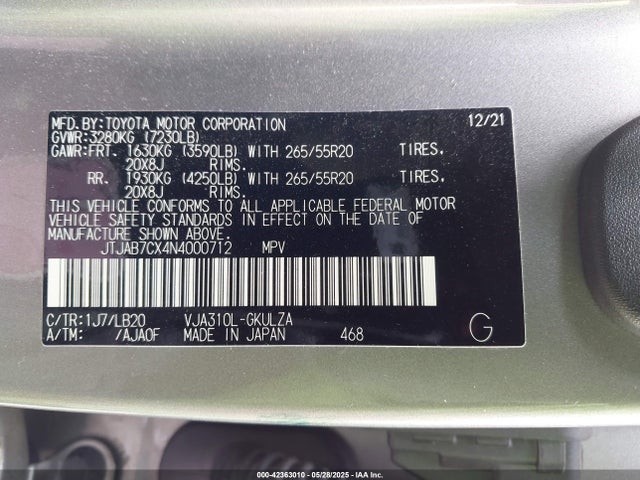 MFD.BY:TOYOTA MOTOR CORPORATION 12/21
GVWR:3280KG (7230LB)
GAWR:FRT. 1630KG (3590LB) WITH 265/55R20 TIRES.
20X8J RIMS.
RR. 1930KG (4250LB) WITH 265/55R20 TIRES.
20X8J RIMS.
THIS VEHICLE CONFORMS TO ALL APPLICABLE FEDERAL MOTOR
VEHICLE SAFETY STANDARDS IN EFFECT ON THE DATE OF
MANUFACTURE SHOWN ABOVE.
JTJAB7CX4N4000712 MPV
C/TR:1J7/LB20 VJA310L-GKULZA
A/TM: /AJA0F MADE IN JAPAN 468 G
000-42363010 - 05/28/2025 - IAA Inc.